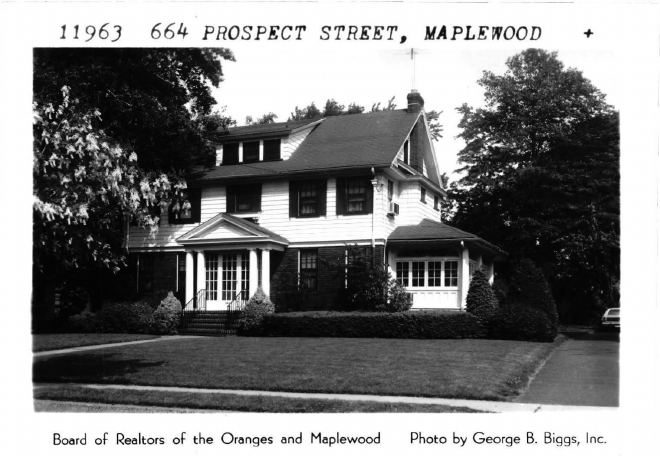 11963 664 PROSPECT STREET, MAPLEWOOD +
Board of Realtors of the Oranges and Maplewood Photo by George B. Biggs, Inc.